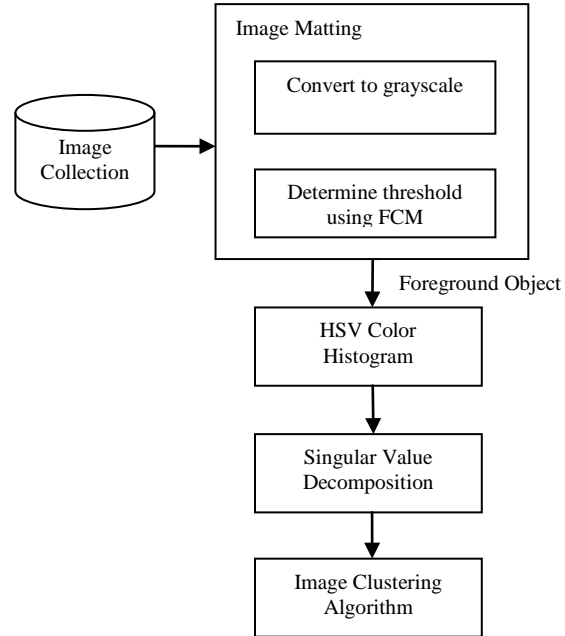 Image Matting
Convert to grayscale
Image
Collection
Determine threshold
using FCM
Foreground Object
HSV Color
Histogram
Singular Value
Decomposition
Image Clustering
Algorithm